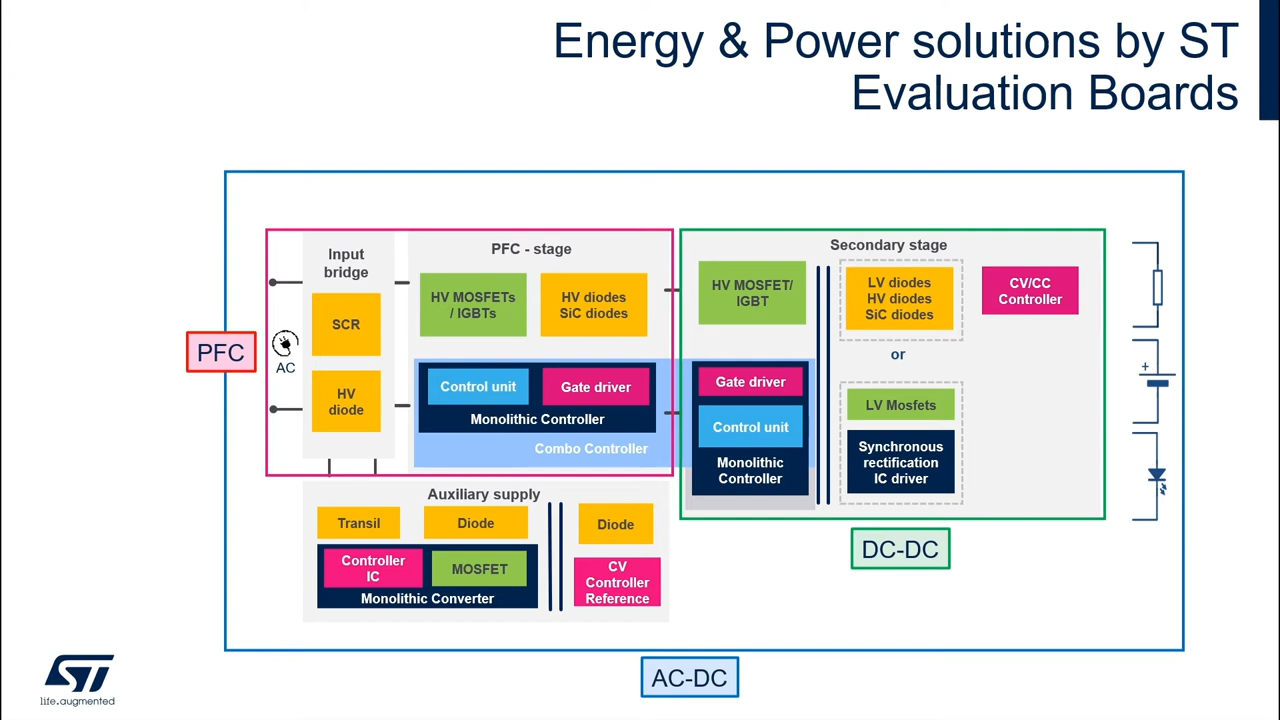 Energy & Power solutions by ST
Evaluation Boards
Input
bridge
SCR
HV
diode
AC
PFC
PFC - stage
HV MOSFETs
/ IGBTs
HV diodes
SiC diodes
Control unit
Gate driver
Monolithic Controller
Combo Controller
Secondary stage
HV MOSFET/
IGBT
Gate driver
Control unit
Monolithic
Controller
LV diodes
HV diodes
SiC diodes
or
LV Mosfets
Synchronous
rectification
IC driver
CV/CC
Controller
+
DC-DC
Auxiliary supply
Transil
Diode
Controller
IC
MOSFET
Monolithic Converter
Diode
CV
Controller
Reference
AC-DC
ST
life.augmented